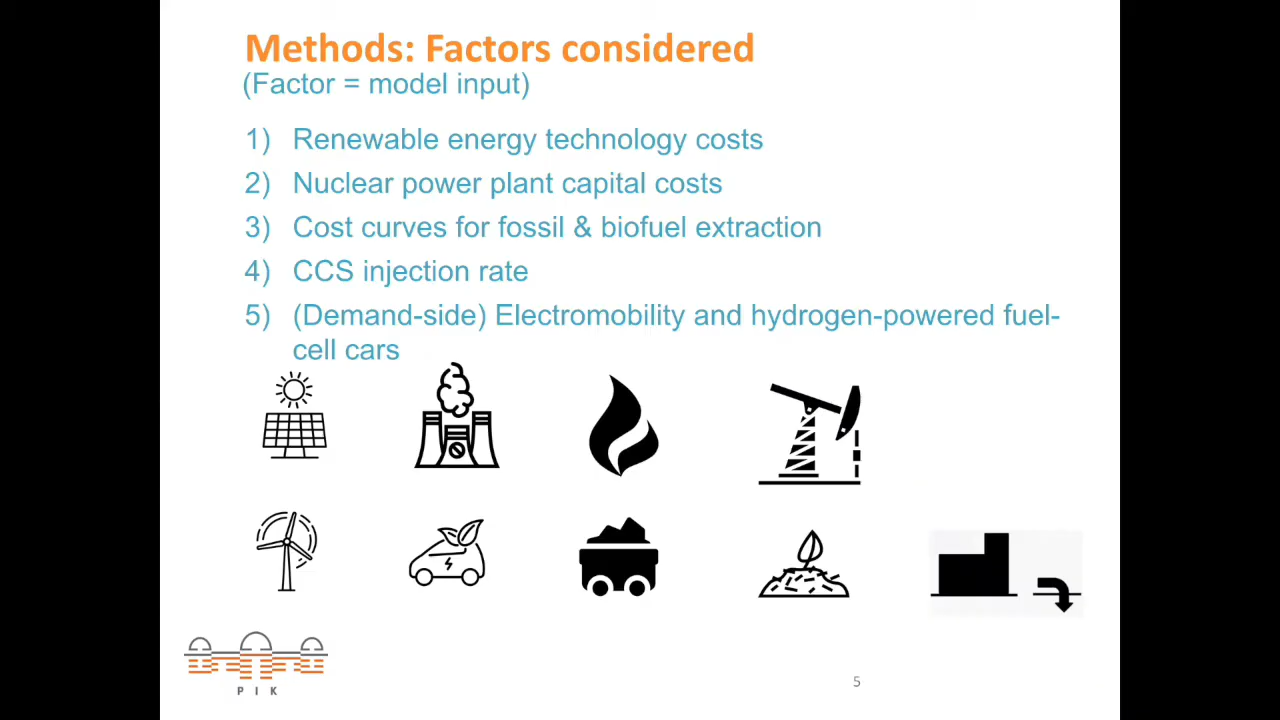 Methods: Factors considered
(Factor = model input)
1) Renewable energy technology costs
2) Nuclear power plant capital costs
3) Cost curves for fossil & biofuel extraction
4) CCS injection rate
5) (Demand-side) Electromobility and hydrogen-powered fuel-
cell cars
PIK
5